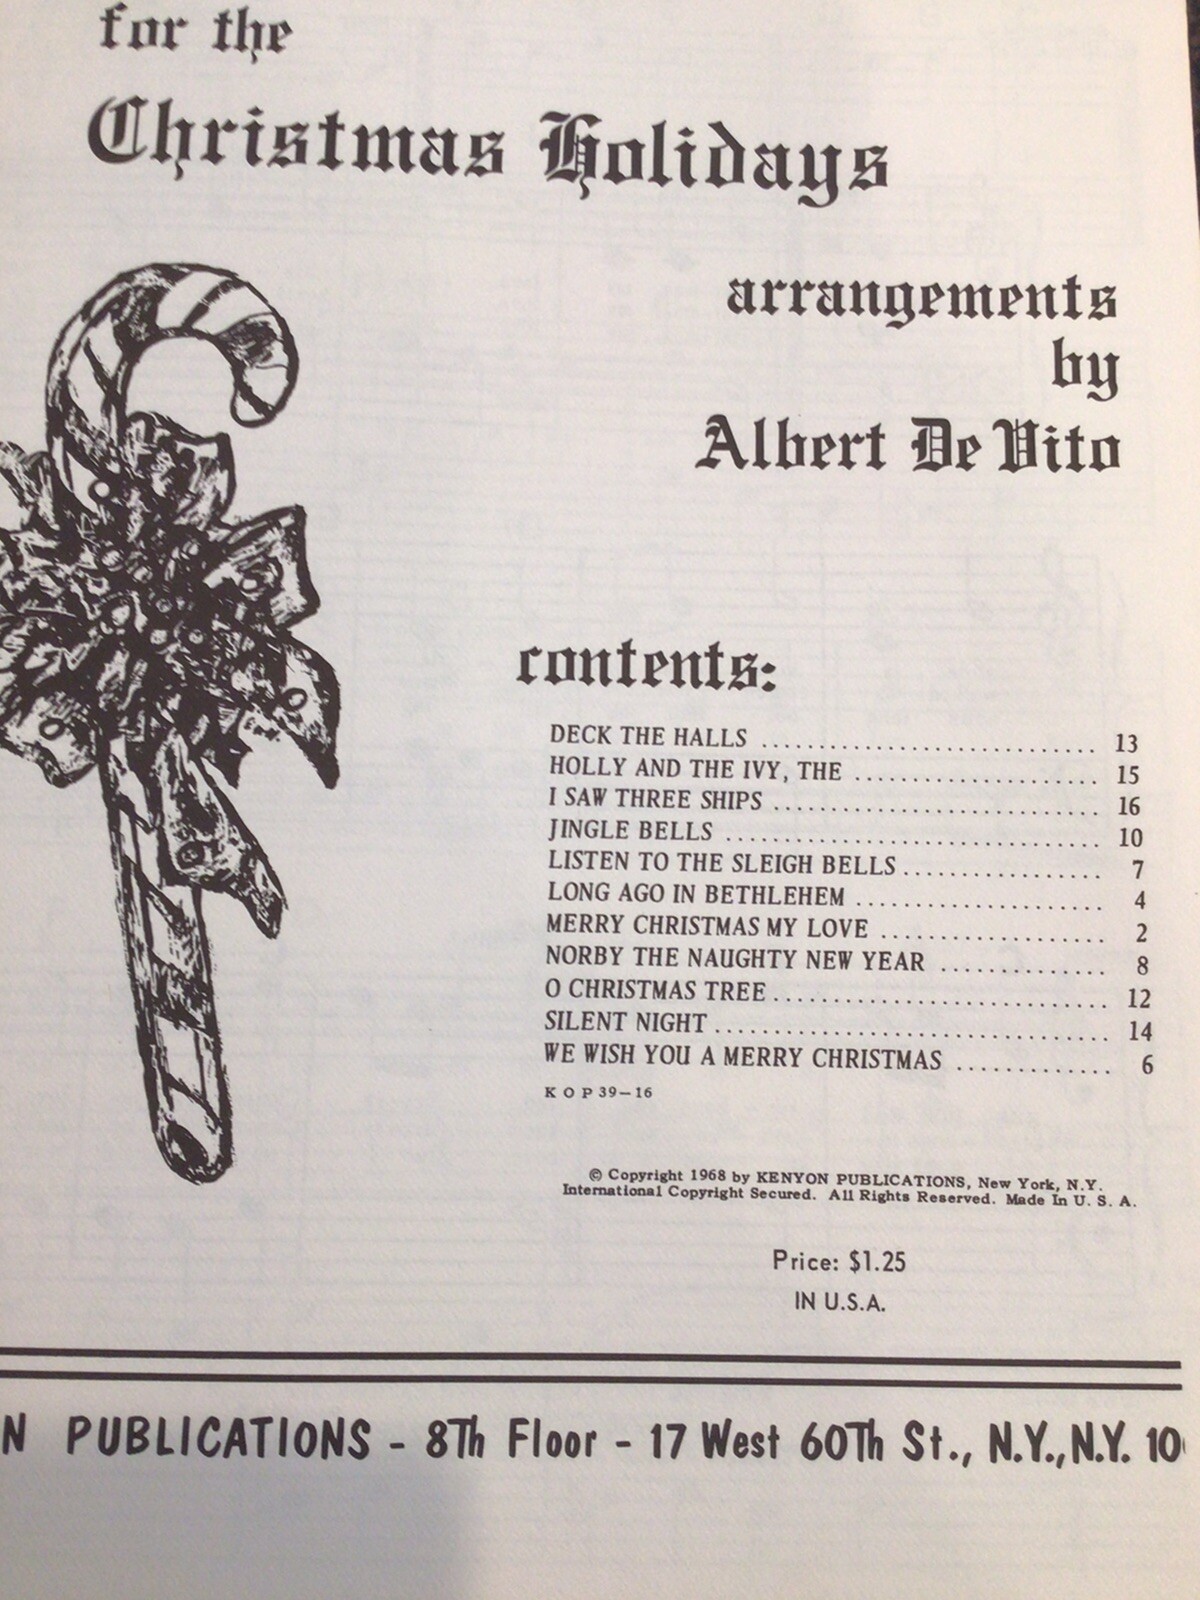 for the
Christmas Holidays
arrangements
by
Albert De Vito
contents:
DECK THE HALLS ............................ 13
HOLLY AND THE IVY, THE .................... 15
I SAW THREE SHIPS ........................... 16
JINGLE BELLS ............................... 10
LISTEN TO THE SLEIGH BELLS ................ 7
LONG AGO IN BETHLEHEM .................... 4
MERRY CHRISTMAS MY LOVE .................. 2
NORBY THE NAUGHTY NEW YEAR ............. 8
O CHRISTMAS TREE ........................... 12
SILENT NIGHT ................................ 14
WE WISH YOU A MERRY CHRISTMAS ............ 6
K O P 39—16
© Copyright 1968 by KENYON PUBLICATIONS, New York, N.Y.
International Copyright Secured. All Rights Reserved. Made In U. S. A.
Price: $1.25
IN U.S.A.
N PUBLICATIONS - 8Th Floor - 17 West 60Th St., N.Y., N.Y. 10